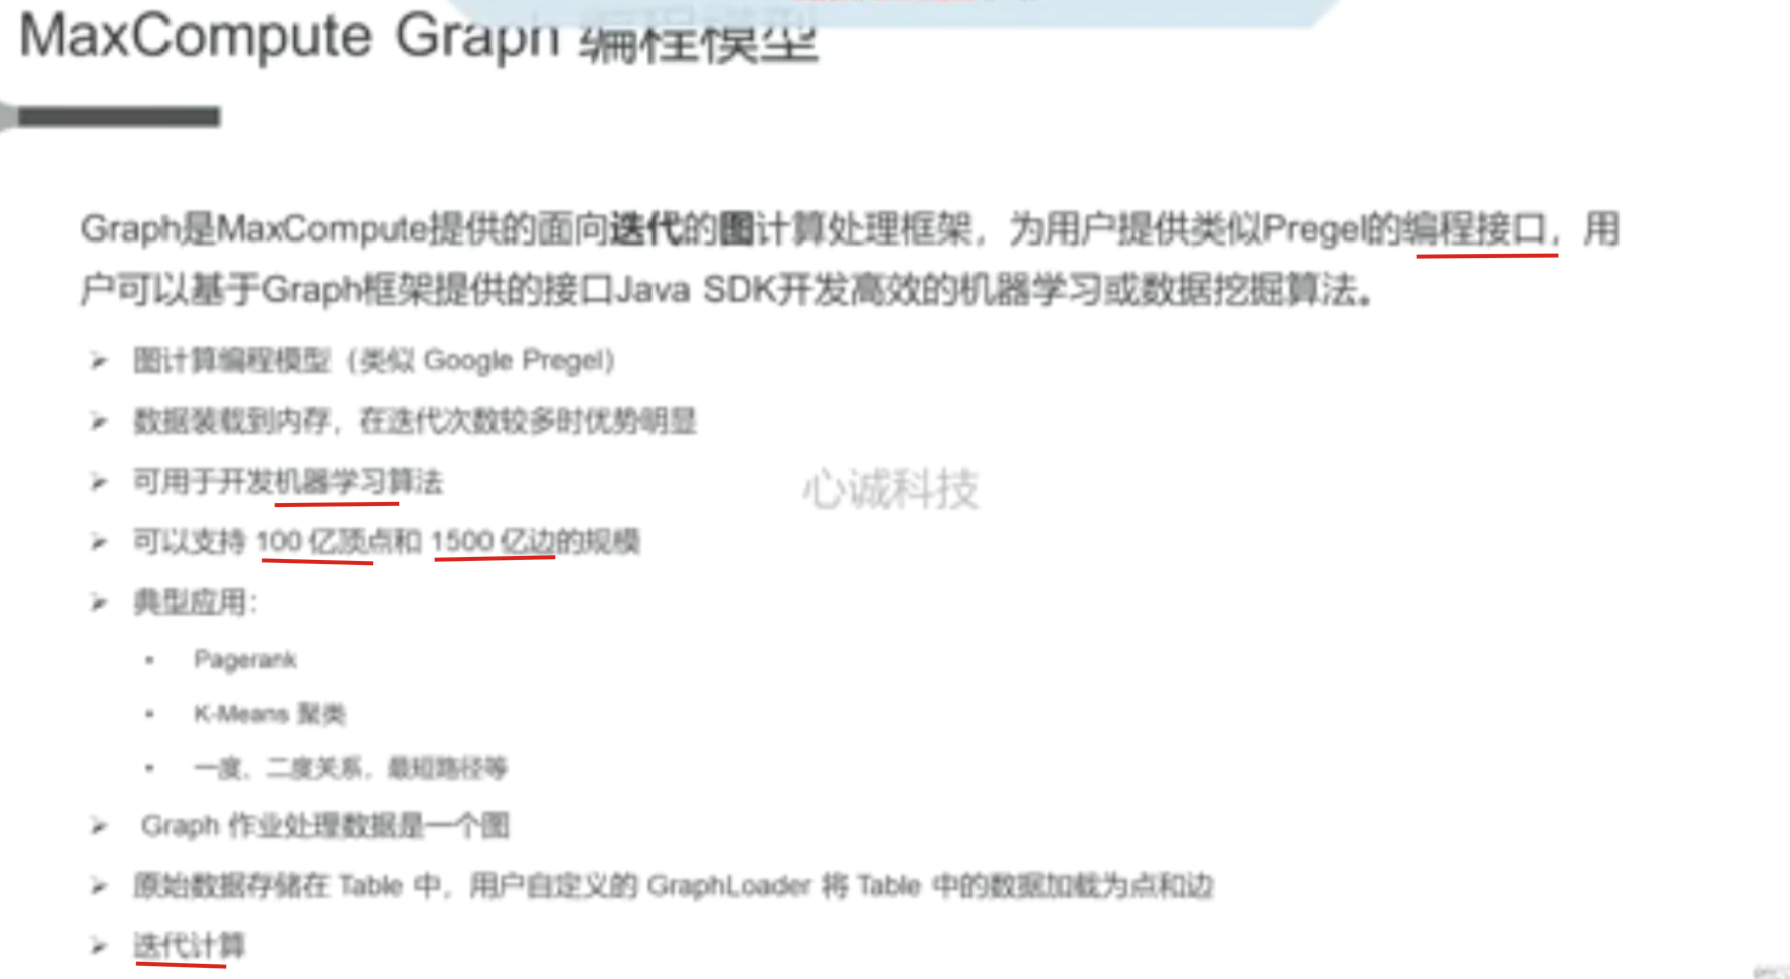 MaxCompute Graph 编程模型
Graph是MaxCompute提供的面向迭代的图计算处理框架，为用户提供类似Pregel的编程接口，用
户可以基于Graph框架提供的接口Java SDK开发高效的机器学习或数据挖掘算法。
➢ 图计算编程模型（类似 Google Pregel）
➢ 数据装载到内存，在迭代次数较多时优势明显
➢ 可用于开发机器学习算法
心诚科技
➢ 可以支持 100 亿顶点和 1500 亿边的规模
➢ 典型应用：
• Pagerank
• K-Means 聚类
• 一度、二度关系，最短路径等
➢ Graph 作业处理数据是一个图
➢ 原始数据存储在 Table 中，用户自定义的 GraphLoader 将 Table 中的数据加载为点和边
➢ 迭代计算